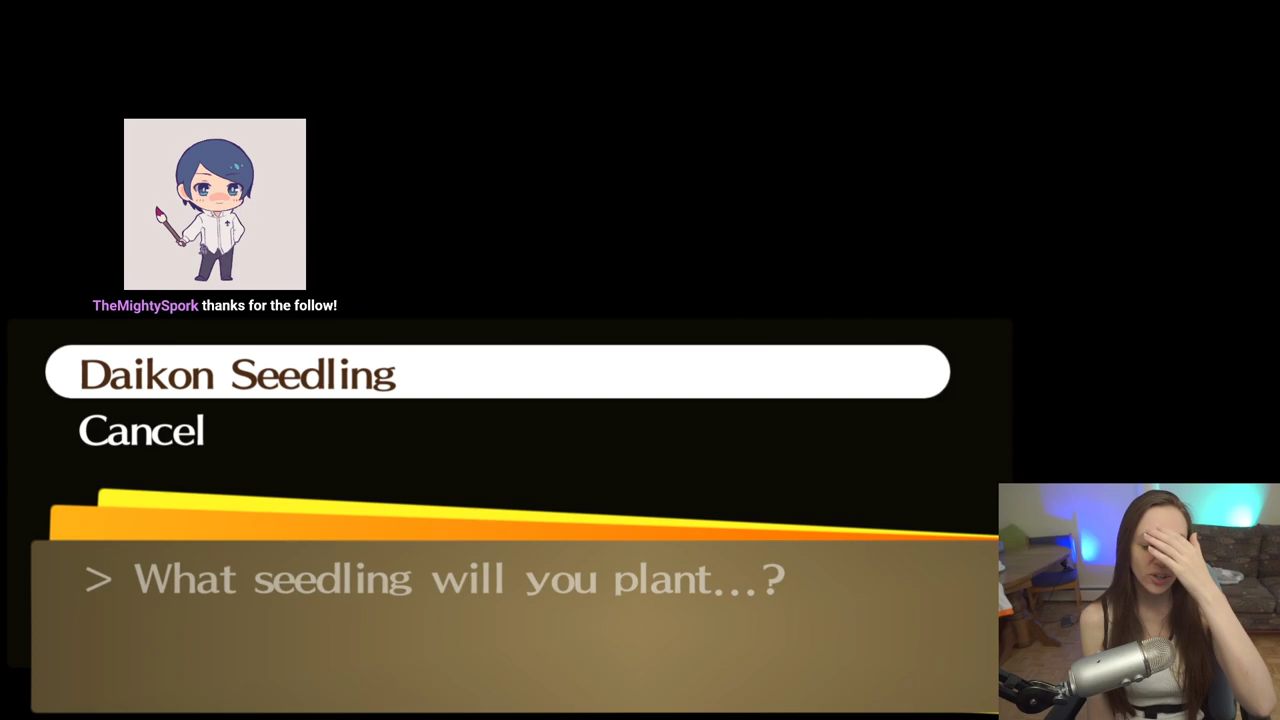 TheMightySpork thanks for the follow!
Daikon Seedling
Cancel
> What seedling will you plant...?